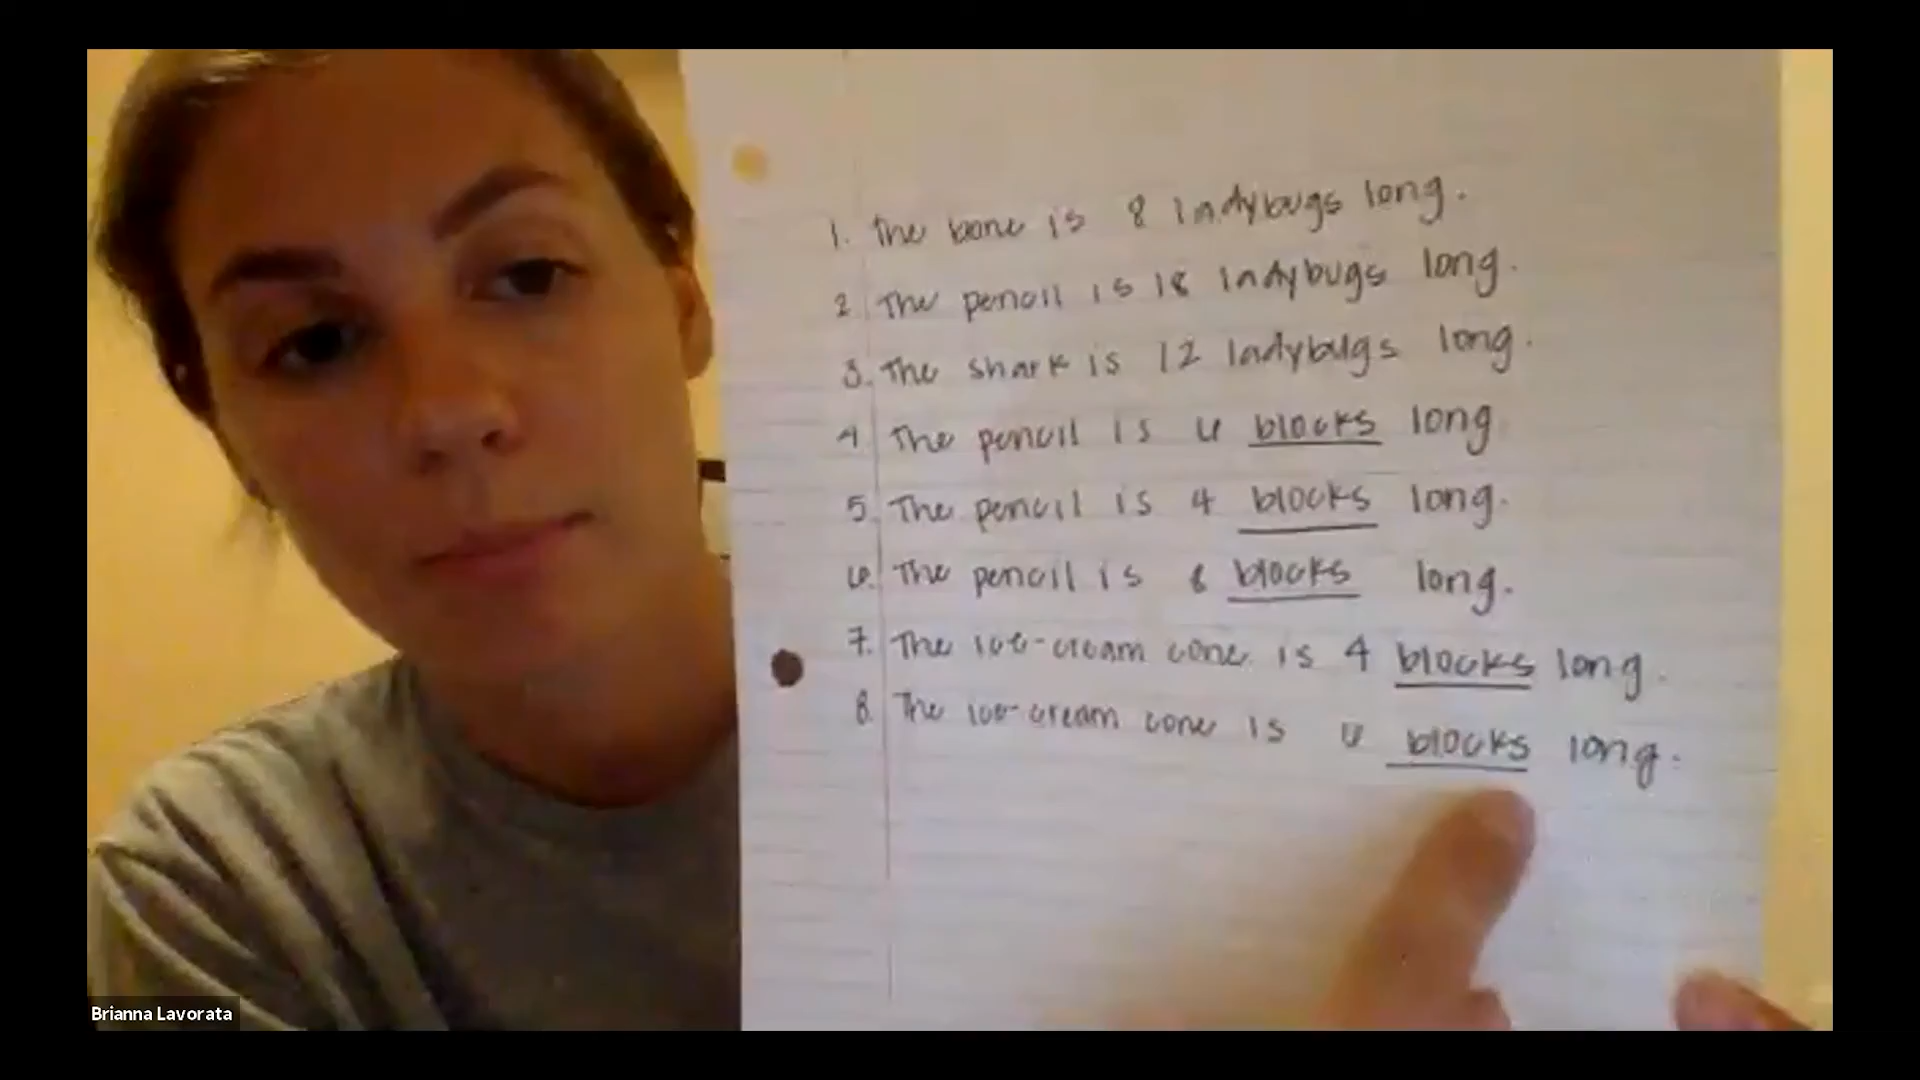 1. The bone is 8 ladybugs long.
2. The pencil is 18 ladybugs long.
3. The shark is 12 ladybugs long.
4. The pencil is 6 blocks long.
5. The pencil is 4 blocks long.
6. The pencil is 8 blocks long.
7. The ice-cream cone is 4 blocks long.
8. The ice-cream cone is 6 blocks long.
Brianna Lavorata